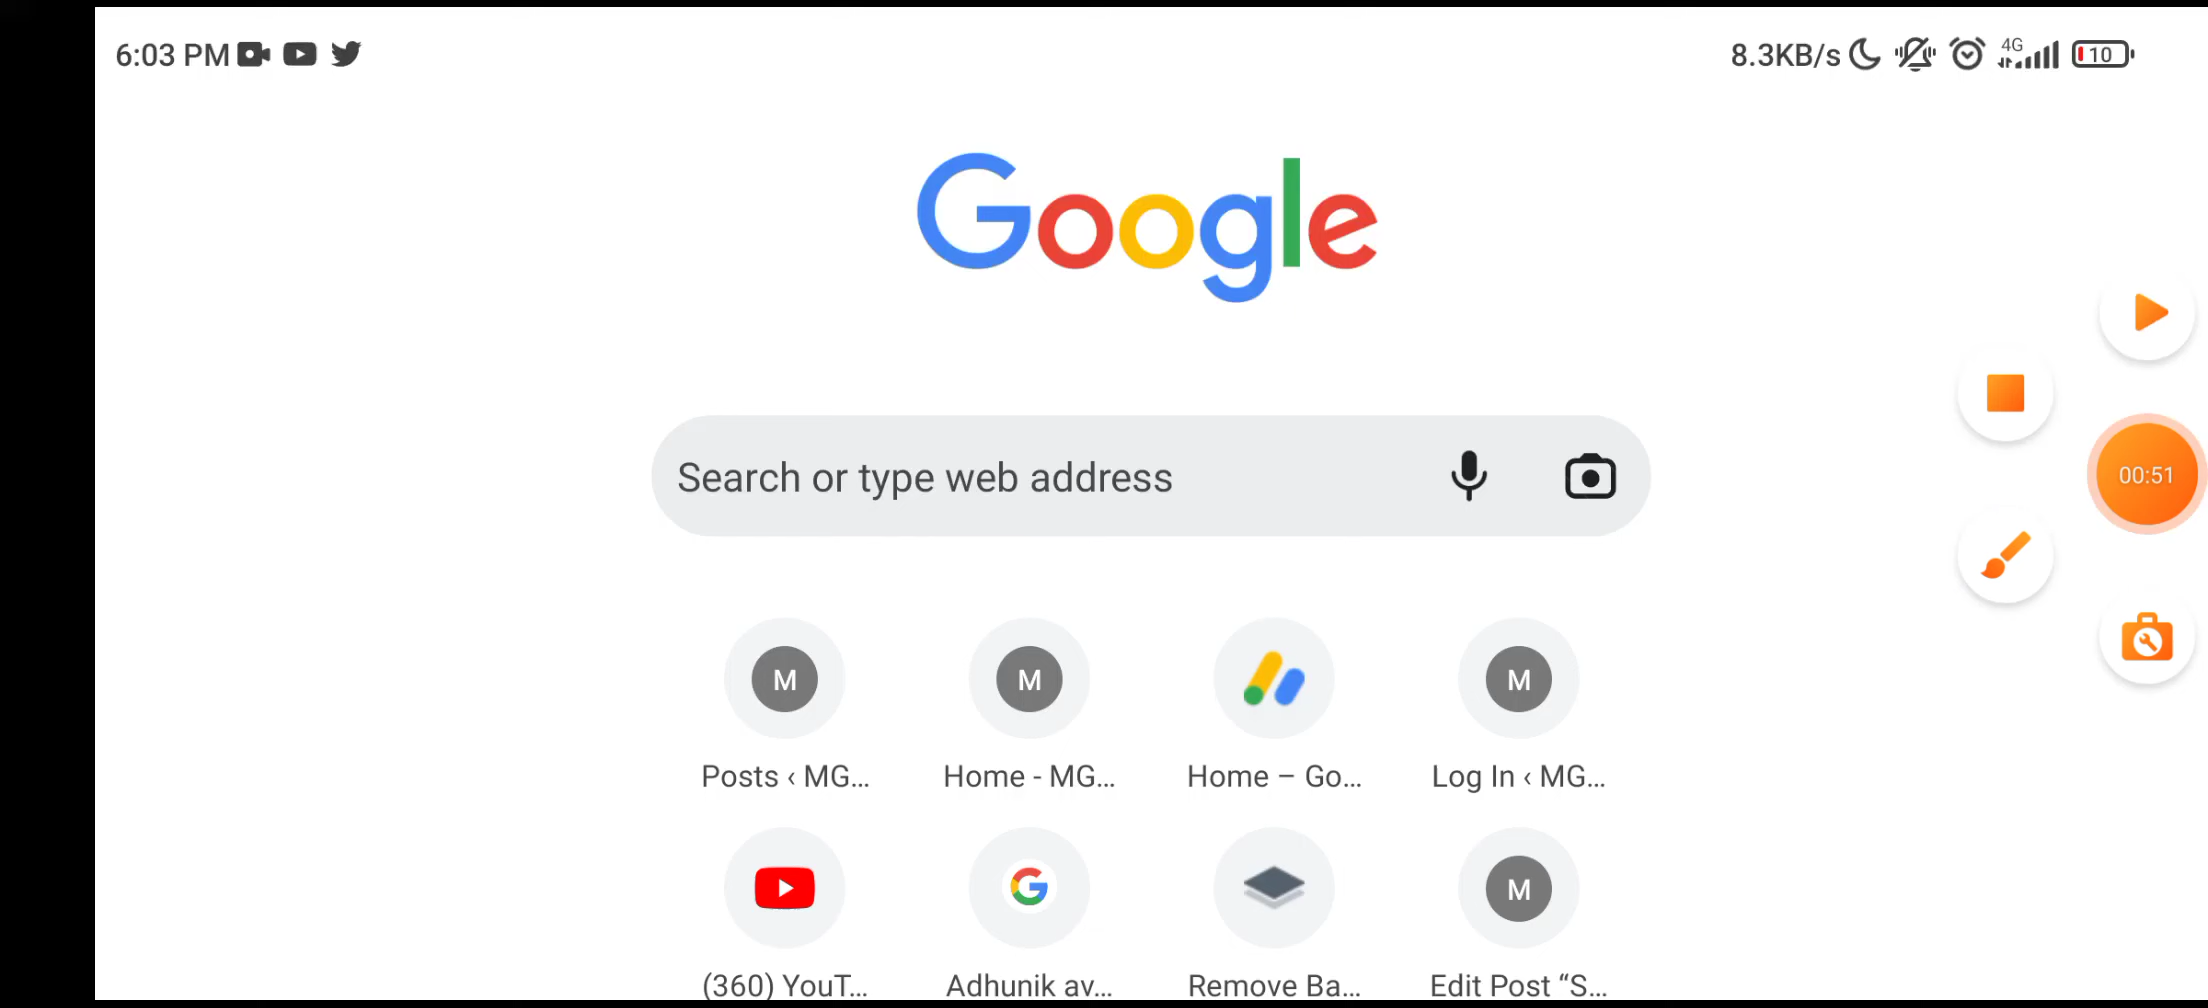 6:03 PM
8.3KB/s 4G 10
Google
Search or type web address
00:51
M M M
Posts ‹ MG... Home - MG... Home – Go... Log In ‹ MG...
G M
(360) YouT... Adhunik av... Remove Ba... Edit Post “S...